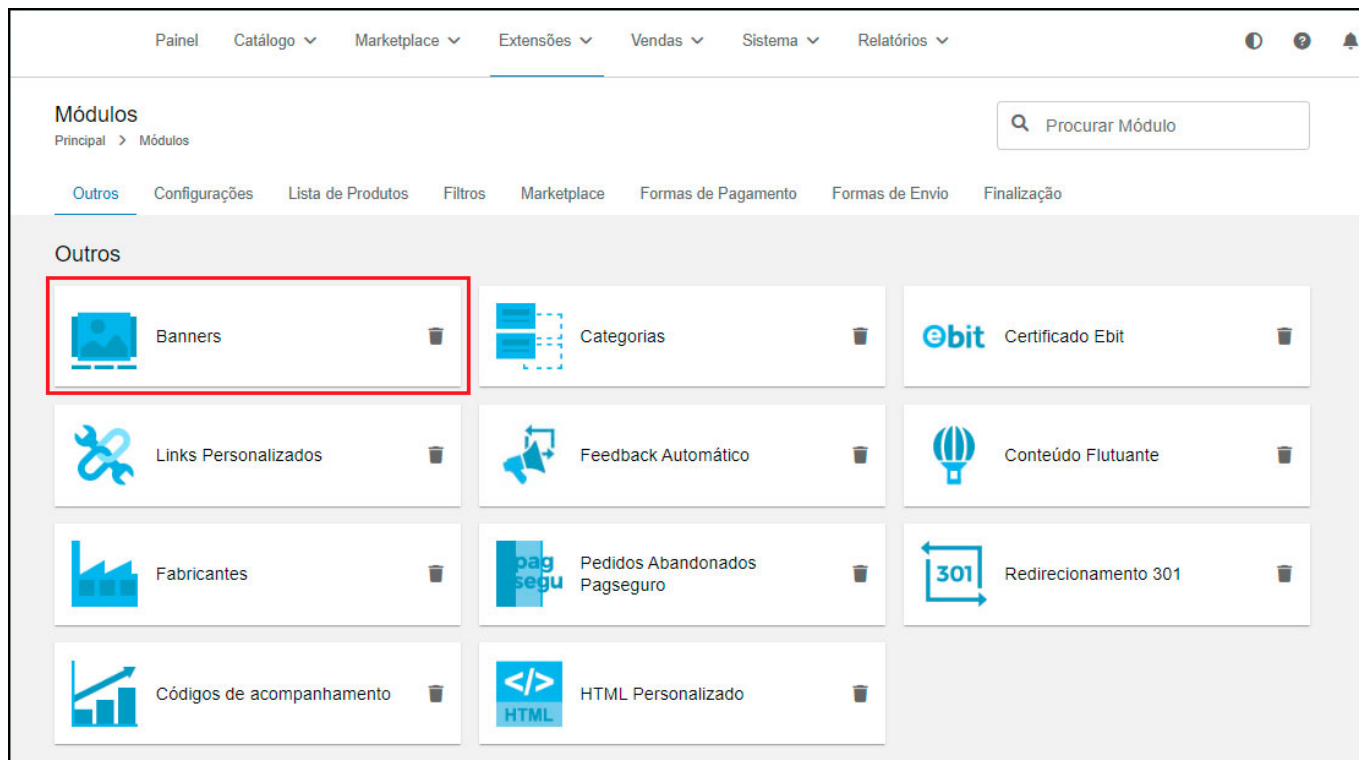 Painel Catálogo Marketplace Extensões Vendas Sistema Relatórios
Módulos
Principal > Módulos
Procurar Módulo
Outros Configurações Lista de Produtos Filtros Marketplace Formas de Pagamento Formas de Envio Finalização
Outros
Banners
Categorias
ebit Certificado Ebit
Links Personalizados
Feedback Automático
Conteúdo Flutuante
Fabricantes
pag
segu
Pedidos Abandonados
Pagseguro
301 Redirecionamento 301
Códigos de acompanhamento
</>
HTML
HTML Personalizado